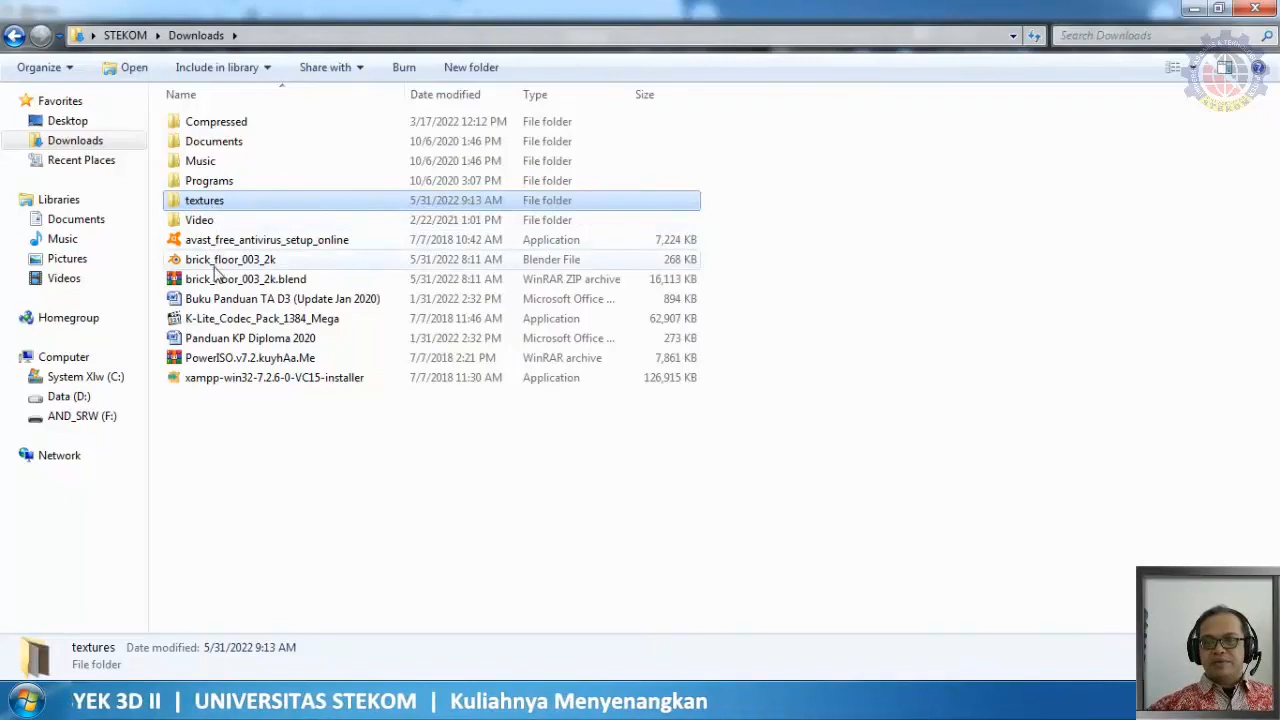 STEKOM Downloads
Search Downloads
Organize Open Include in library Share with Burn New folder
Name Date modified Type Size
Favorites
Desktop
Downloads
Recent Places
Libraries
Documents
Music
Pictures
Videos
Homegroup
Computer
System Xlw (C:)
Data (D:)
AND_SRW (F:)
Network
Compressed 3/17/2022 12:12 PM File folder
Documents 10/6/2020 1:46 PM File folder
Music 10/6/2020 1:46 PM File folder
Programs 10/6/2020 3:07 PM File folder
textures 5/31/2022 9:13 AM File folder
Video 2/22/2021 1:01 PM File folder
avast_free_antivirus_setup_online 7/7/2018 10:42 AM Application 7,224 KB
brick_floor_003_2k 5/31/2022 8:11 AM Blender File 268 KB
brick_floor_003_2k.blend 5/31/2022 8:11 AM WinRAR ZIP archive 16,113 KB
Buku Panduan TA D3 (Update Jan 2020) 1/31/2022 2:32 PM Microsoft Office ... 894 KB
K-Lite_Codec_Pack_1384_Mega 7/7/2018 11:46 AM Application 62,907 KB
Panduan KP Diploma 2020 1/31/2022 2:32 PM Microsoft Office ... 273 KB
PowerISO.v7.2.kuyhAa.Me 7/7/2018 2:21 PM WinRAR archive 7,861 KB
xampp-win32-7.2.6-0-VC15-installer 7/7/2018 11:30 AM Application 126,915 KB
textures Date modified: 5/31/2022 9:13 AM
File folder
YEK 3D II | UNIVERSITAS STEKOM | Kuliahnya Menyenangkan